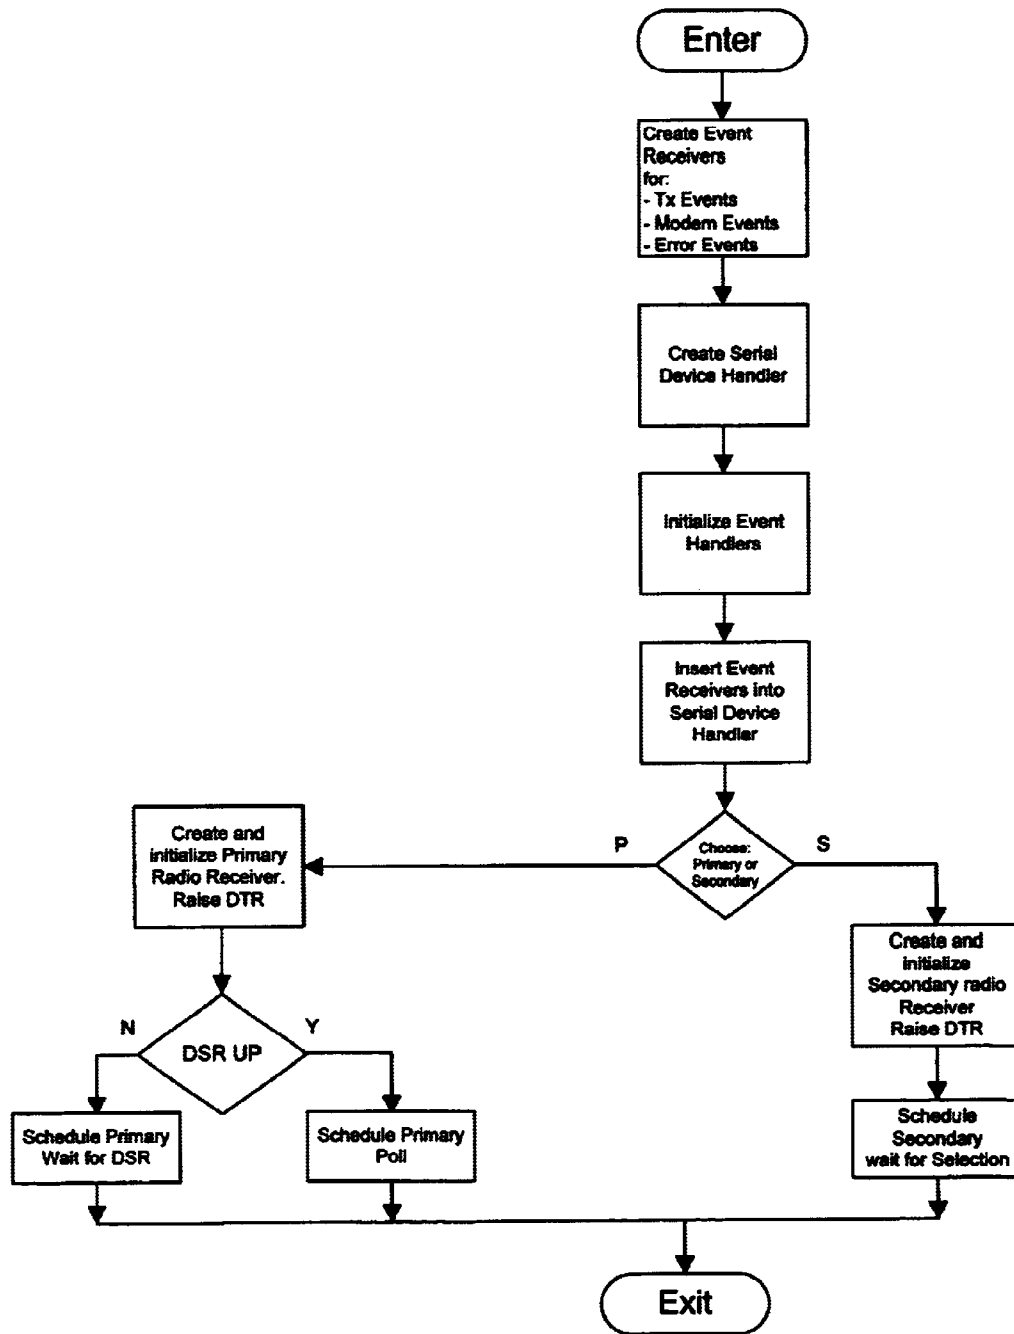 Enter
Create Event
Receivers
for:
- Tx Events
- Modem Events
- Error Events
Create Serial
Device Handler
Initialize Event
Handlers
Insert Event
Receivers into
Serial Device
Handler
Choose:
Primary or
Secondary
P
S
Create and
initialize Primary
Radio Receiver.
Raise DTR
Create and
initialize
Secondary radio
Receiver
Raise DTR
DSR UP
N
Y
Schedule Primary
Wait for DSR
Schedule Primary
Poll
Schedule
Secondary
wait for Selection
Exit